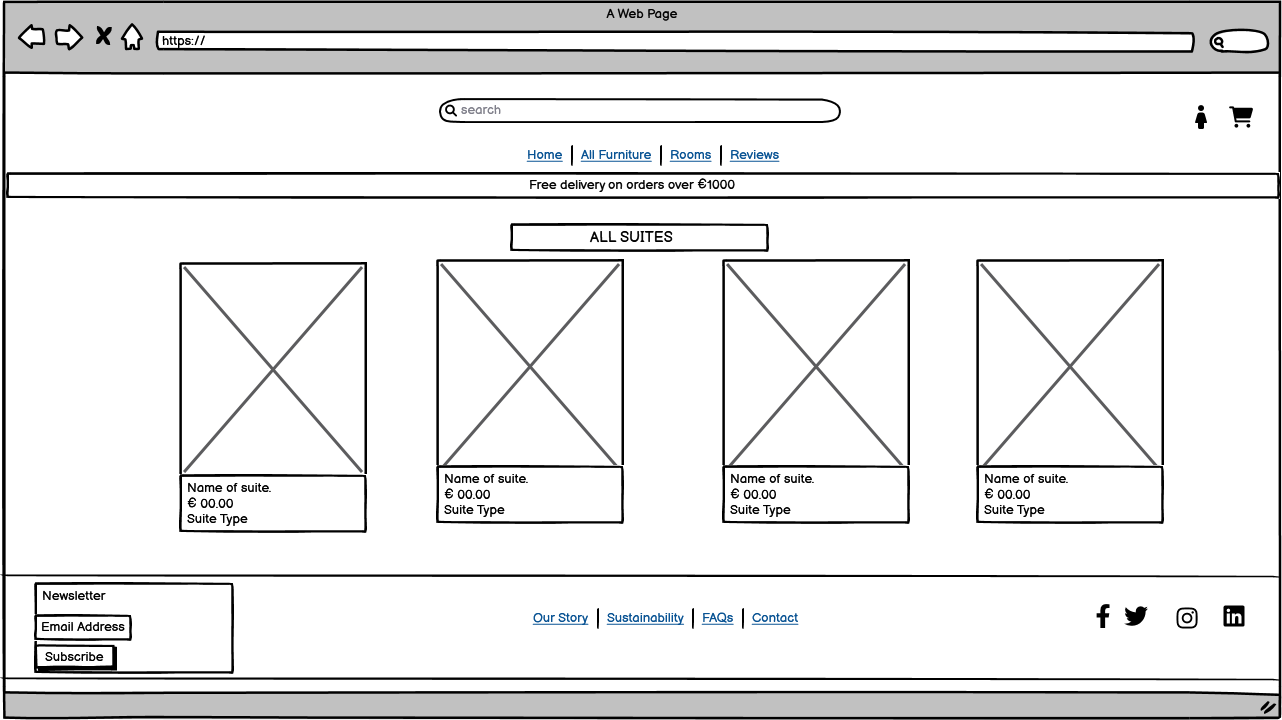 A Web Page
https://
search
Home
All Furniture
Rooms
Reviews
Free delivery on orders over €1000
ALL SUITES
Name of suite.
€ 00.00
Suite Type
Name of suite.
€ 00.00
Suite Type
Name of suite.
€ 00.00
Suite Type
Name of suite.
€ 00.00
Suite Type
Newsletter
Email Address
Subscribe
Our Story
Sustainability
FAQs
Contact